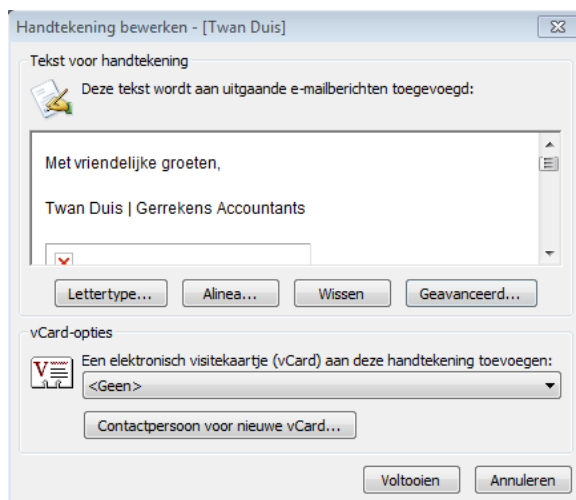 Handtekening bewerken - [Twan Duis]
Tekst voor handtekening
Deze tekst wordt aan uitgaande e-mailberichten toegevoegd:
Met vriendelijke groeten,
Twan Duis | Gerrekens Accountants
Lettertype... Alinea... Wissen Geavanceerd...
vCard-opties
Een elektronisch visitekaartje (vCard) aan deze handtekening toevoegen:
<Geen>
Contactpersoon voor nieuwe vCard...
Voltooien Annuleren